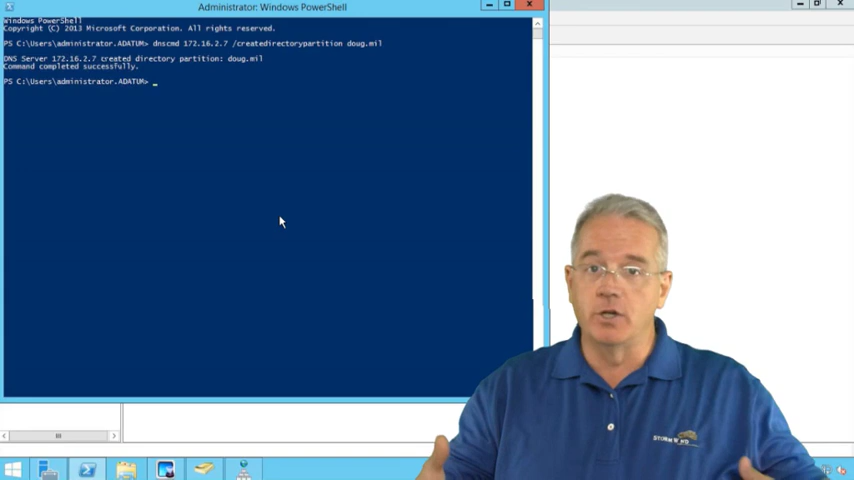 Administrator: Windows PowerShell
Windows PowerShell
Copyright (C) 2013 Microsoft Corporation. All rights reserved.
PS C:\Users\administrator.ADATUM> dnscmd 172.16.2.7 /createdirectorypartition doug.mil
DNS Server 172.16.2.7 created directory partition: doug.mil
Command completed successfully.
PS C:\Users\administrator.ADATUM> _
STORMWIND